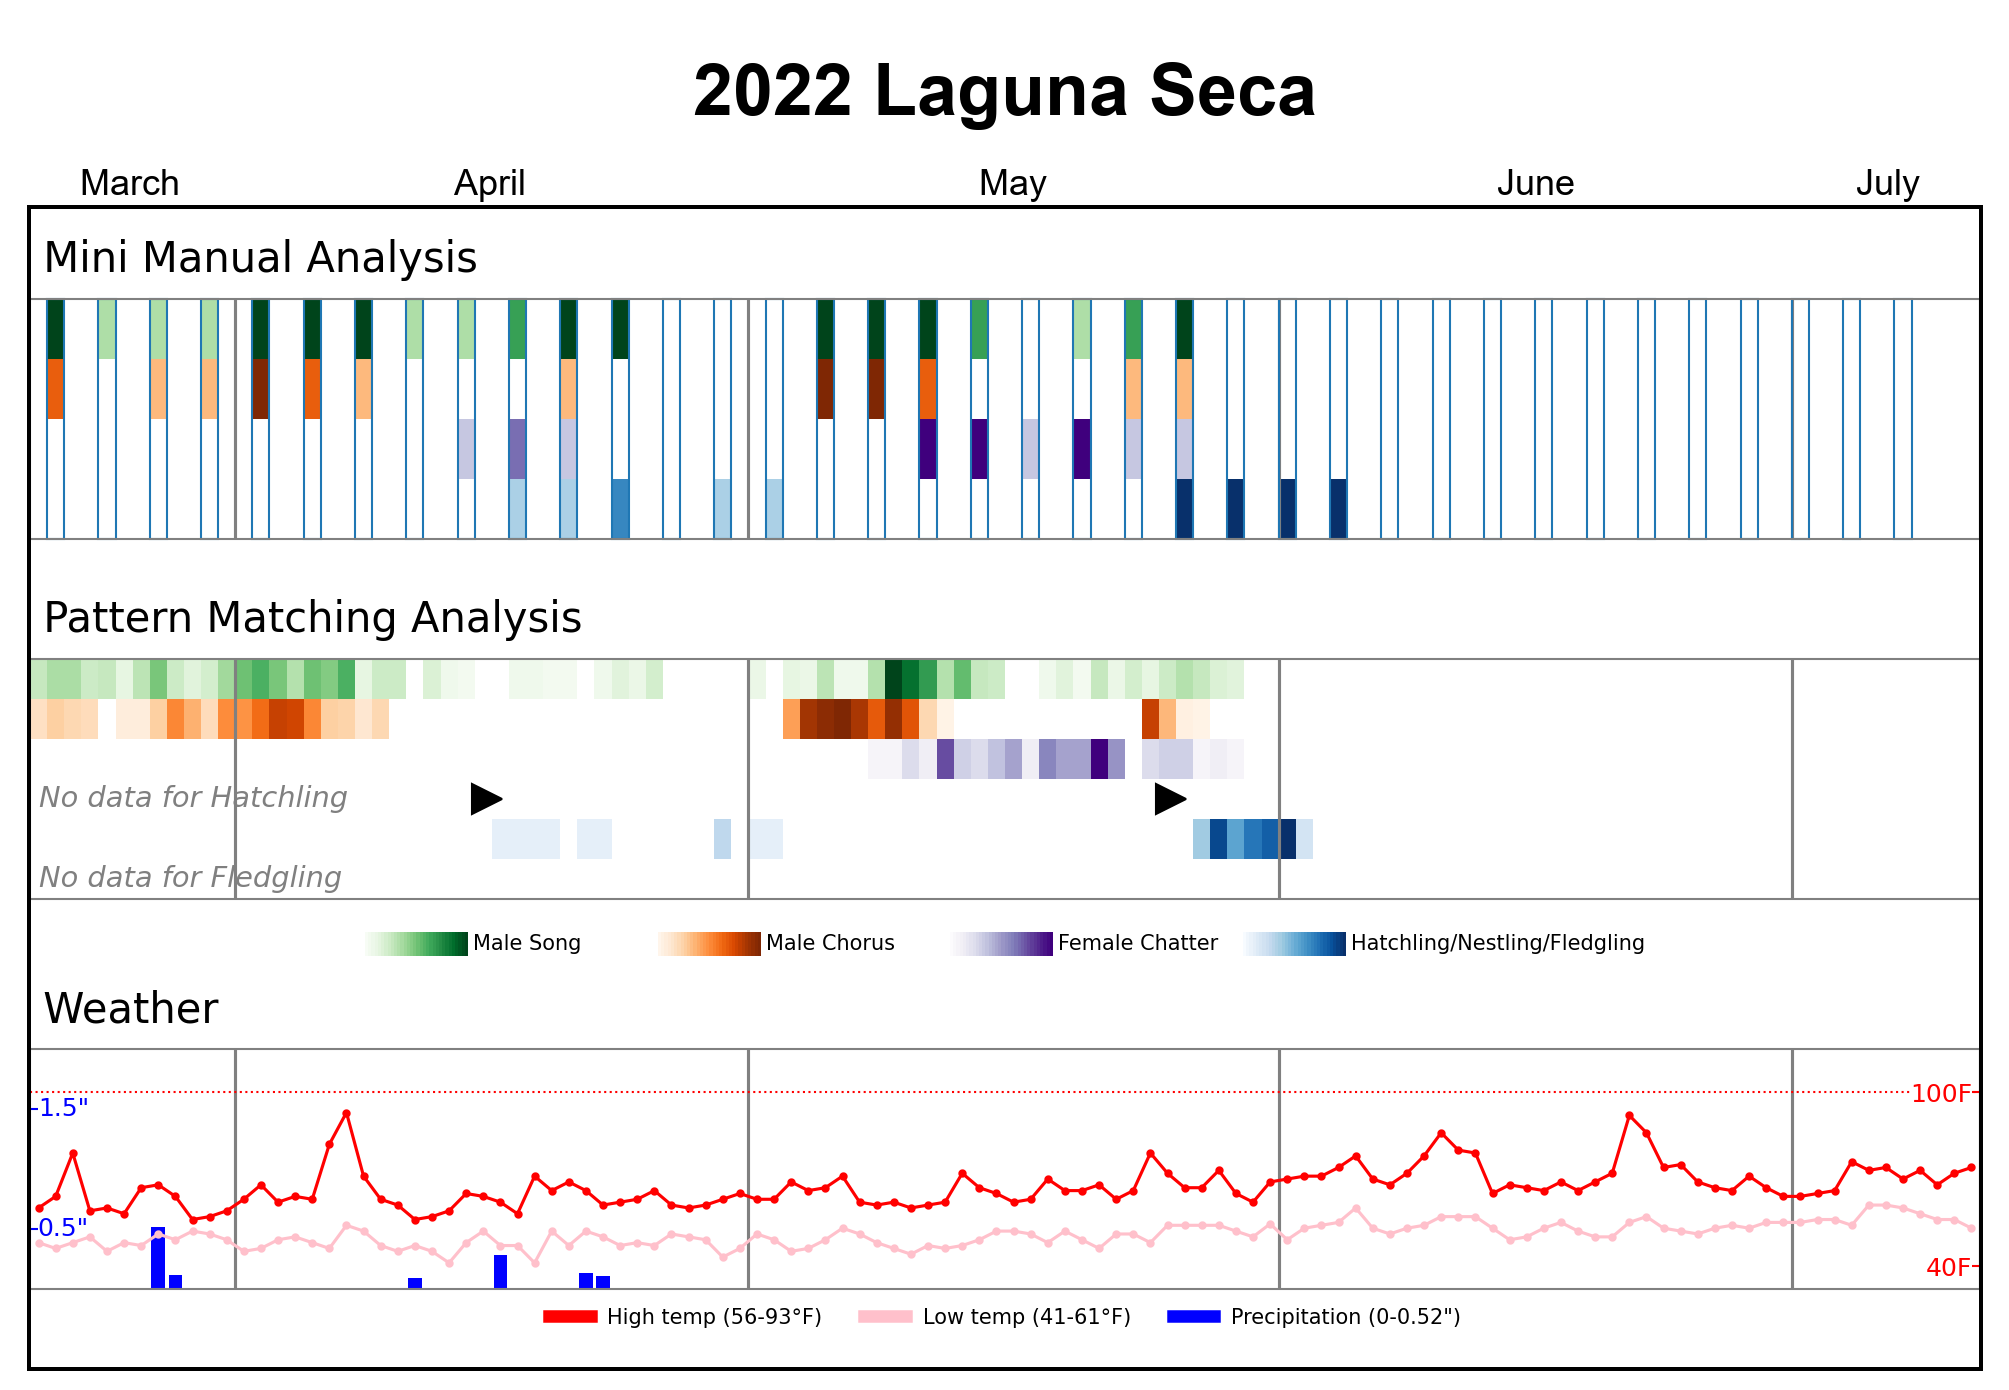 2022 Laguna Seca
March April May June July
Mini Manual Analysis
Pattern Matching Analysis
No data for Hatchling
No data for Fledgling
Male Song Male Chorus Female Chatter Hatchling/Nestling/Fledgling
Weather
100F
1.5"
0.5"
40F
High temp (56-93°F) Low temp (41-61°F) Precipitation (0-0.52")